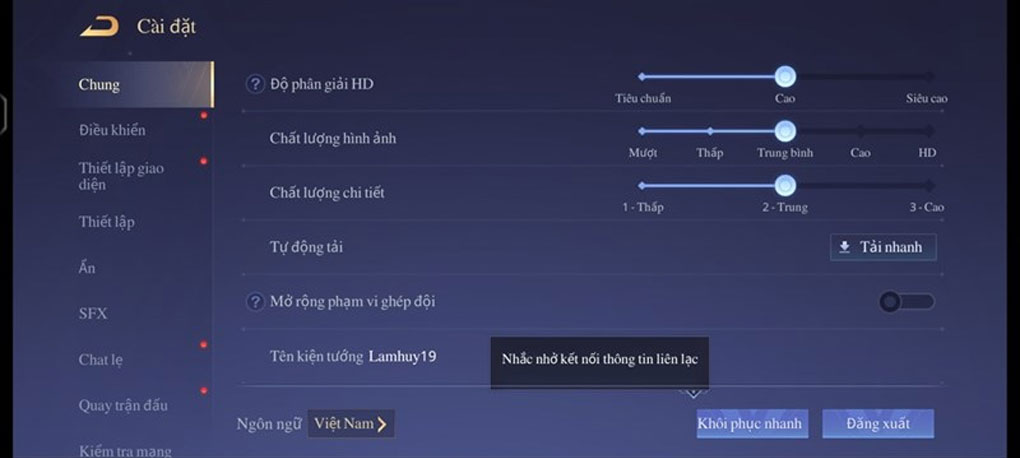 Cài đặt
Chung
Điều khiển
Thiết lập giao
diện
Thiết lập
Ẩn
SFX
Chat lẹ
Quay trận đấu
Kiểm tra mạng
? Độ phân giải HD
Tiêu chuẩn Cao Siêu cao
Chất lượng hình ảnh
Mượt Thấp Trung bình Cao HD
Chất lượng chi tiết
1 - Thấp 2 - Trung 3 - Cao
Tự động tải Tải nhanh
? Mở rộng phạm vi ghép đội
Tên kiện tướng Lamhuy19
Nhắc nhở kết nối thông tin liên lạc
Ngôn ngữ Việt Nam
Khôi phục nhanh Đăng xuất